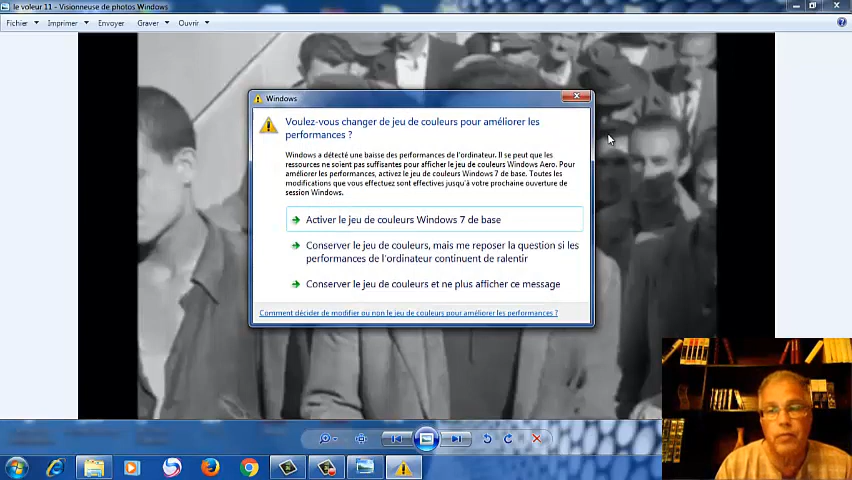 le voleur 11 - Visionneuse de photos Windows
Fichier Imprimer Envoyer Graver Ouvrir
Windows
Voulez-vous changer de jeu de couleurs pour améliorer les
performances ?
Windows a détecté une baisse des performances de l'ordinateur. Il se peut que les
ressources ne soient pas suffisantes pour afficher le jeu de couleurs Windows Aero. Pour
améliorer les performances, activez le jeu de couleurs Windows 7 de base. Toutes les
modifications que vous effectuez sont effectives jusqu'à votre prochaine ouverture de
session Windows.
Activer le jeu de couleurs Windows 7 de base
Conserver le jeu de couleurs, mais me reposer la question si les
performances de l'ordinateur continuent de ralentir
Conserver le jeu de couleurs et ne plus afficher ce message
Comment décider de modifier ou non le jeu de couleurs pour améliorer les performances ?